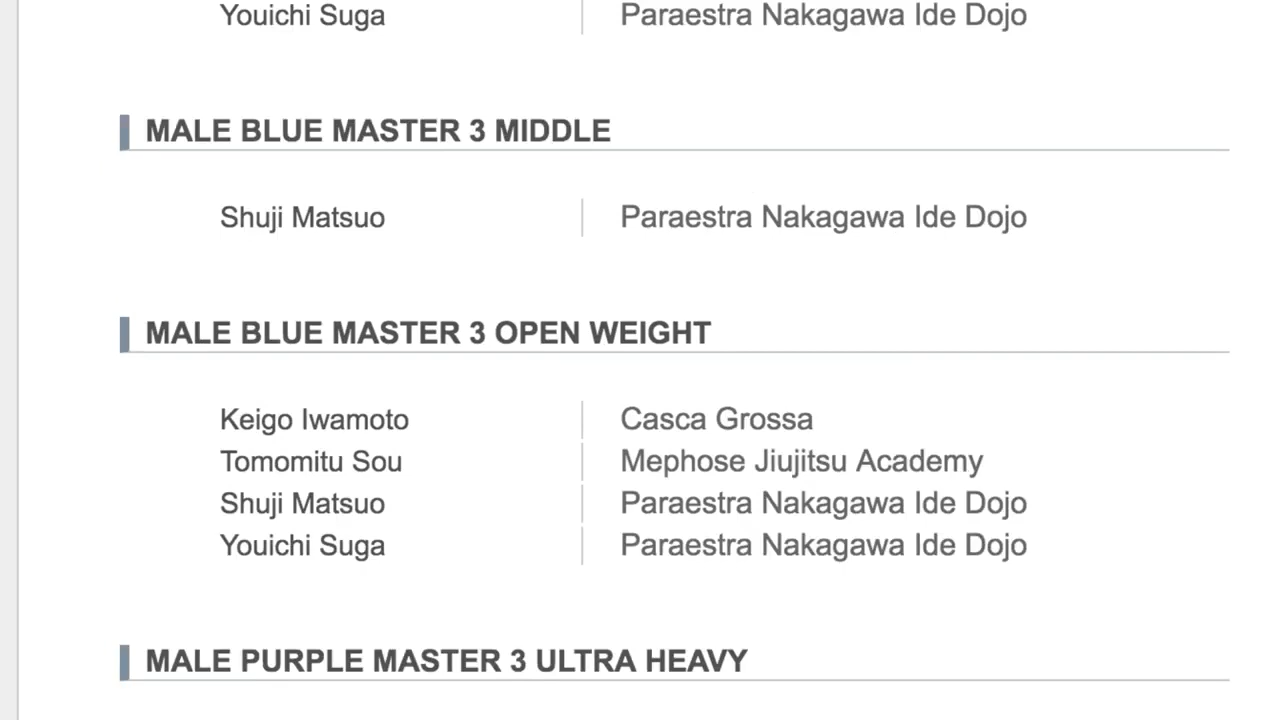 Youichi Suga Paraestra Nakagawa Ide Dojo
MALE BLUE MASTER 3 MIDDLE
Shuji Matsuo Paraestra Nakagawa Ide Dojo
MALE BLUE MASTER 3 OPEN WEIGHT
Keigo Iwamoto Casca Grossa
Tomomitu Sou Mephose Jiujitsu Academy
Shuji Matsuo Paraestra Nakagawa Ide Dojo
Youichi Suga Paraestra Nakagawa Ide Dojo
MALE PURPLE MASTER 3 ULTRA HEAVY